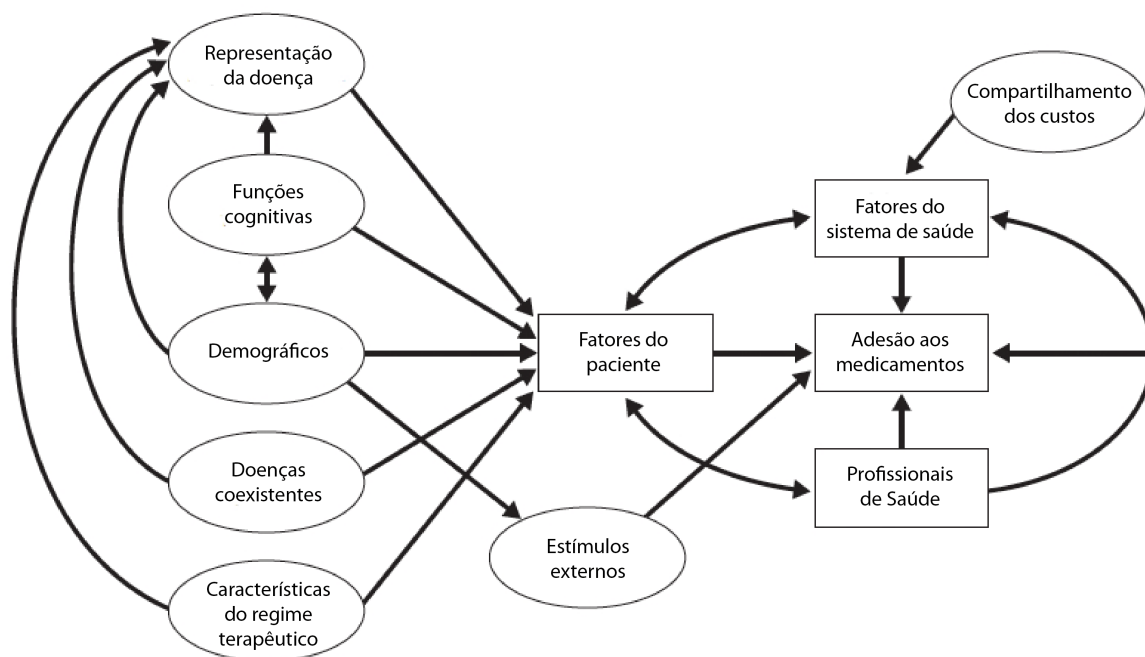 Representação
da doença
Funções
cognitivas
Demográficos
Doenças
coexistentes
Características
do regime
terapêutico
Estímulos
externos
Fatores do
paciente
Compartilhamento
dos custos
Fatores do
sistema de saúde
Adesão aos
medicamentos
Profissionais
de Saúde